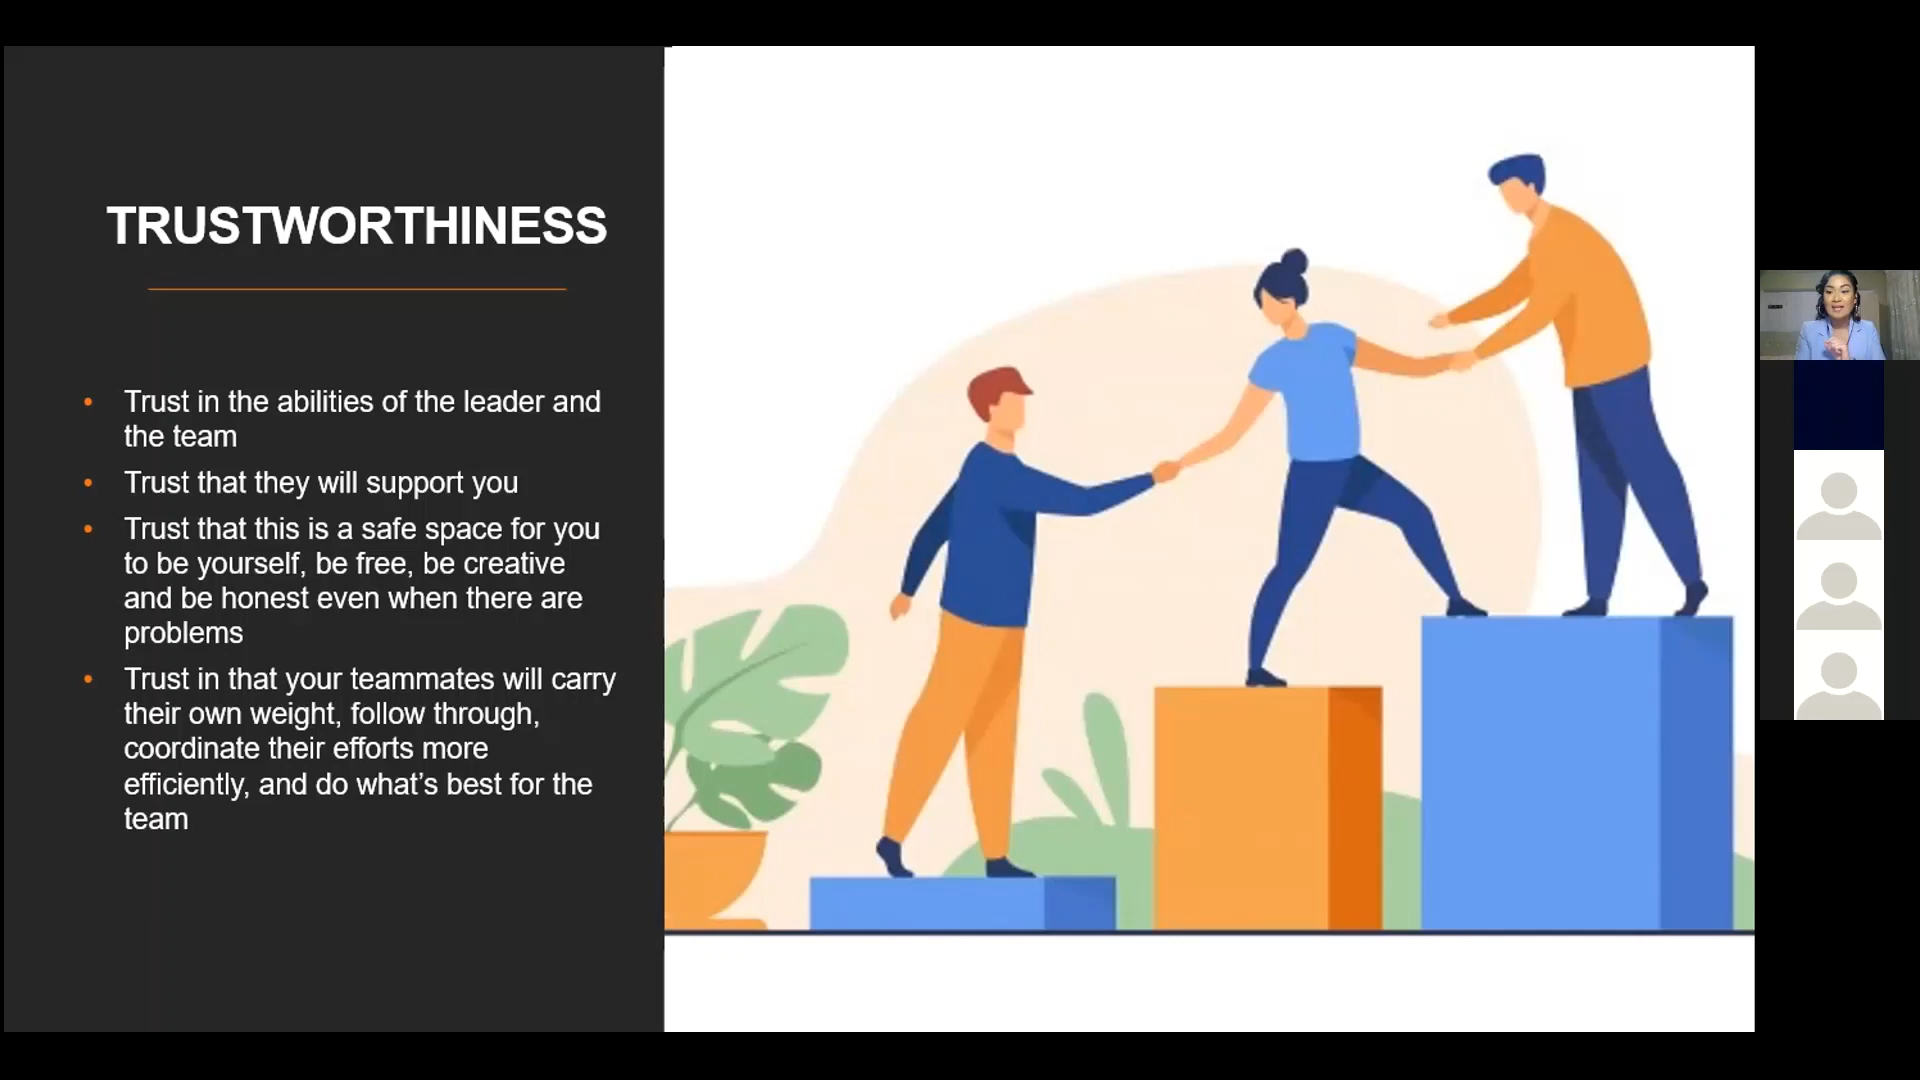 TRUSTWORTHINESS
• Trust in the abilities of the leader and
the team
• Trust that they will support you
• Trust that this is a safe space for you
to be yourself, be free, be creative
and be honest even when there are
problems
• Trust in that your teammates will carry
their own weight, follow through,
coordinate their efforts more
efficiently, and do what’s best for the
team